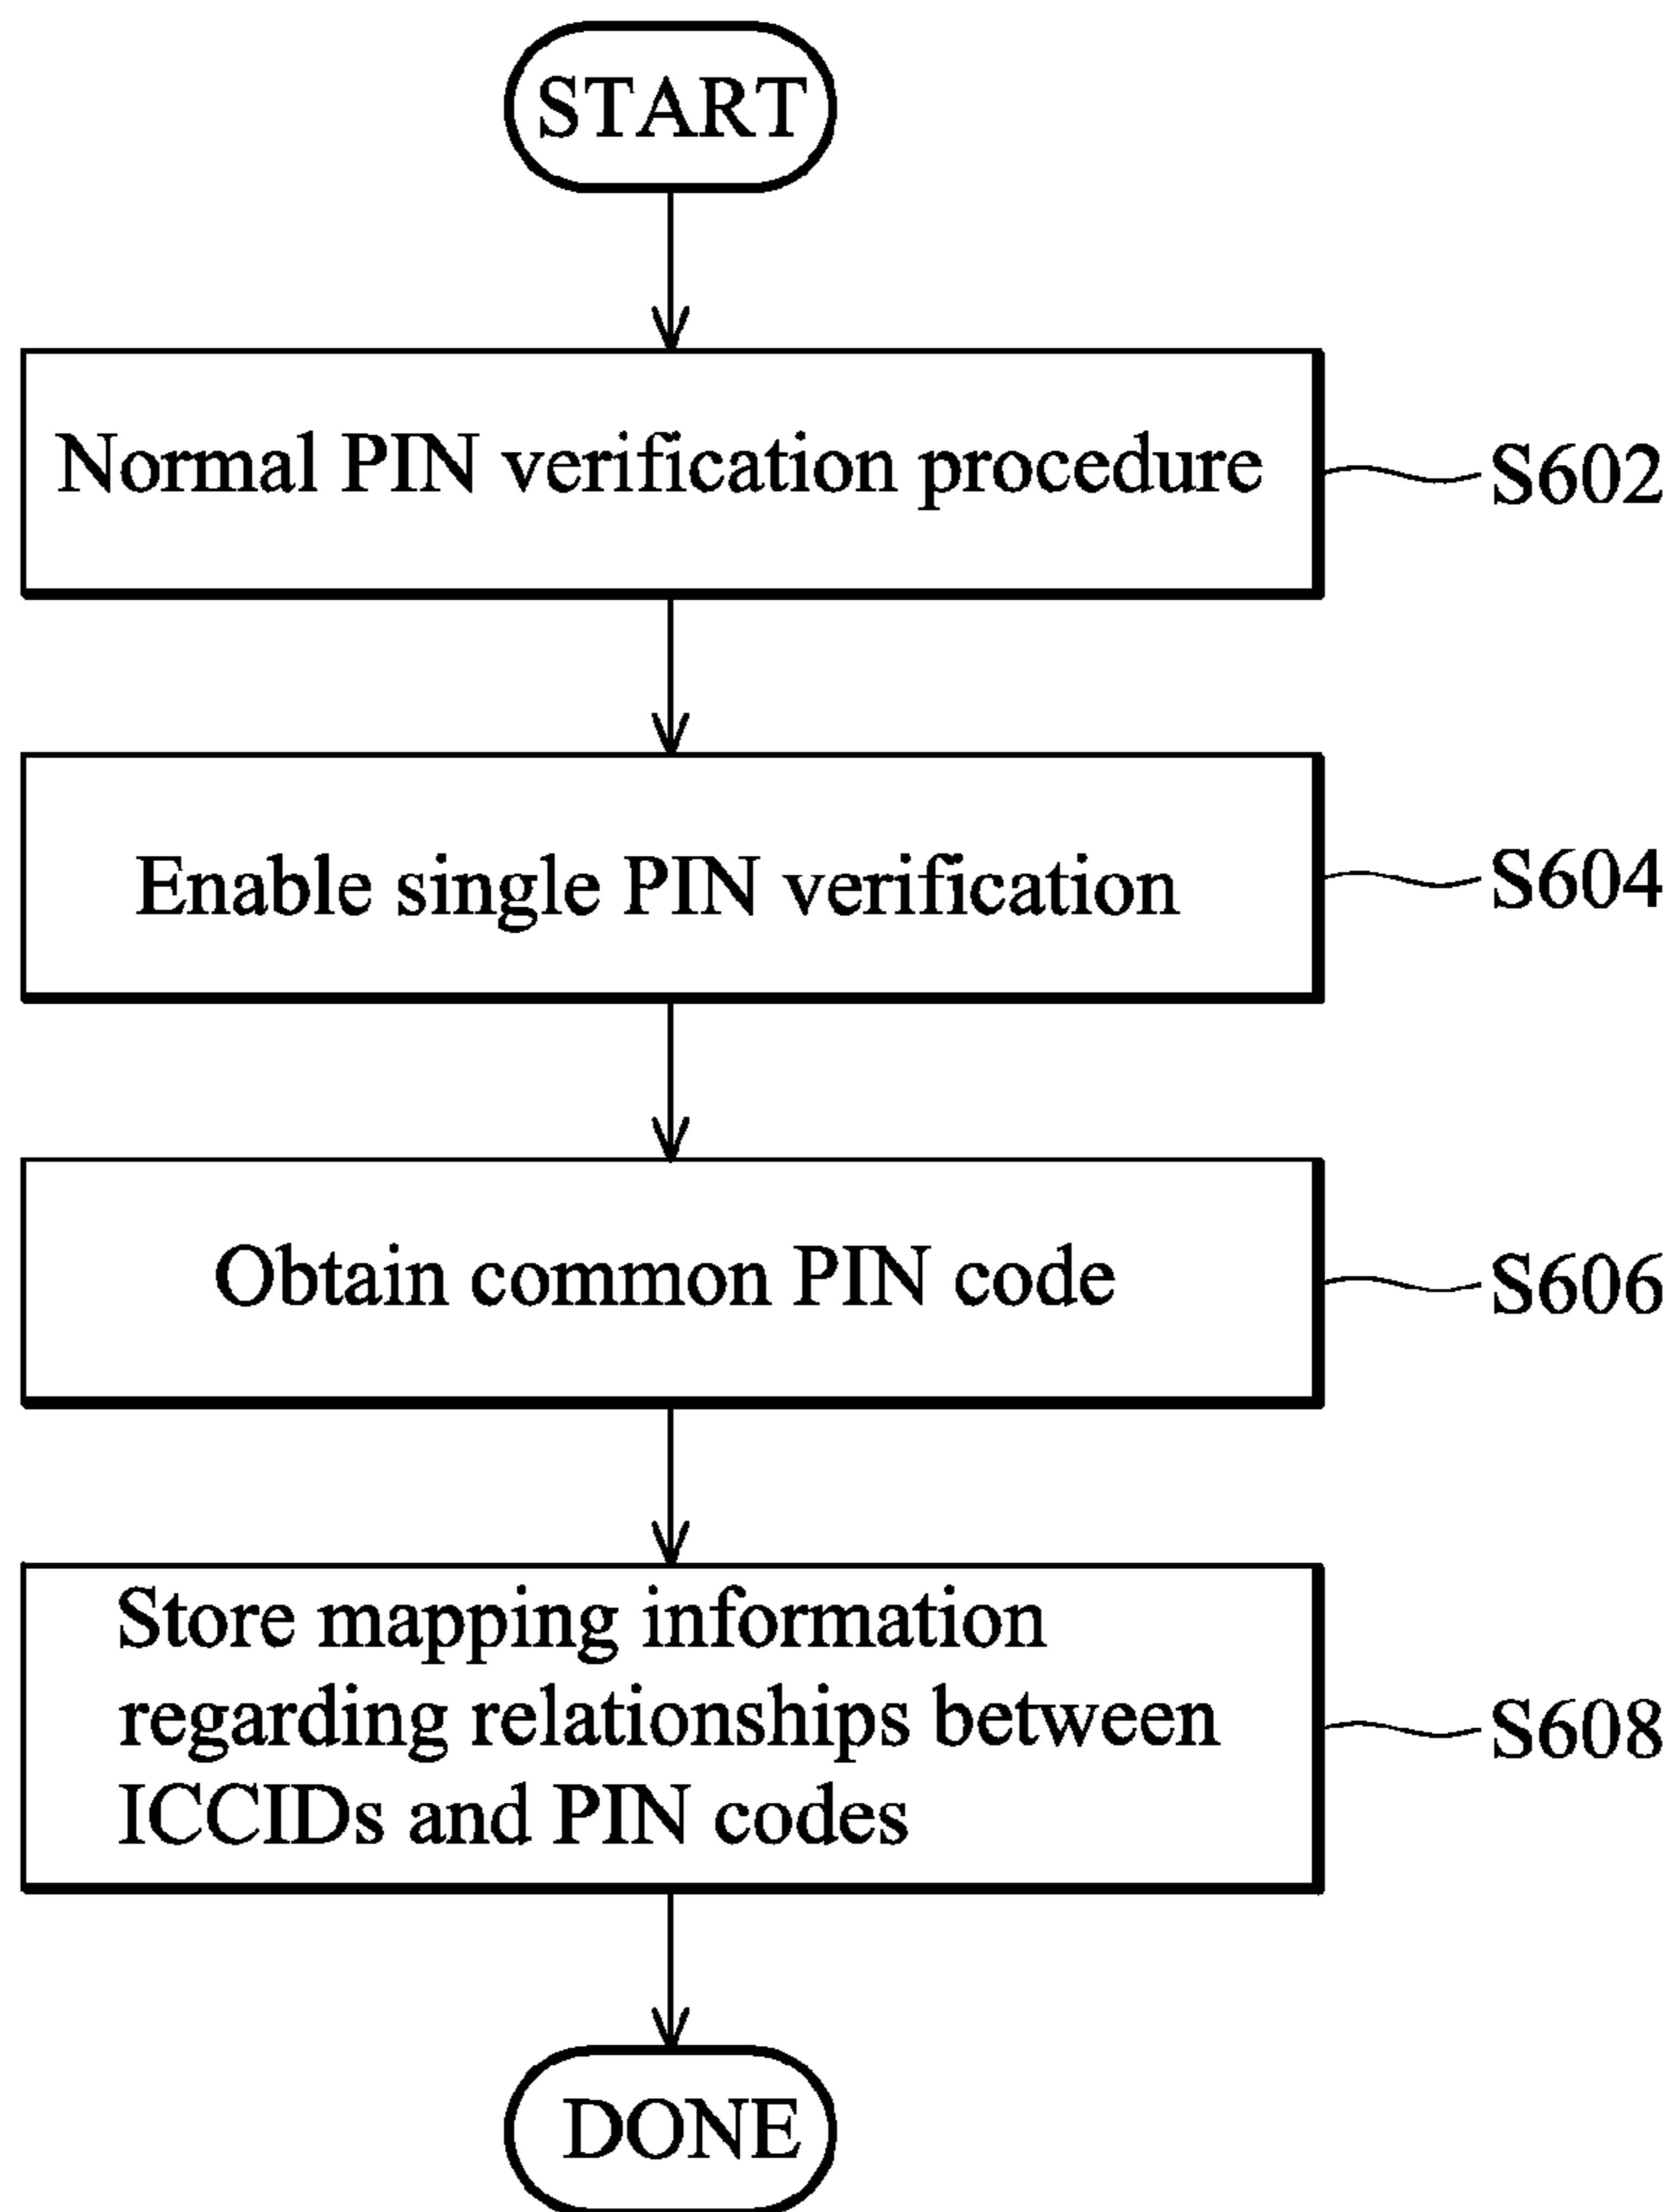 START
Normal PIN verification procedure
S602
Enable single PIN verification
S604
Obtain common PIN code
S606
Store mapping information
regarding relationships between
ICCIDs and PIN codes
S608
DONE